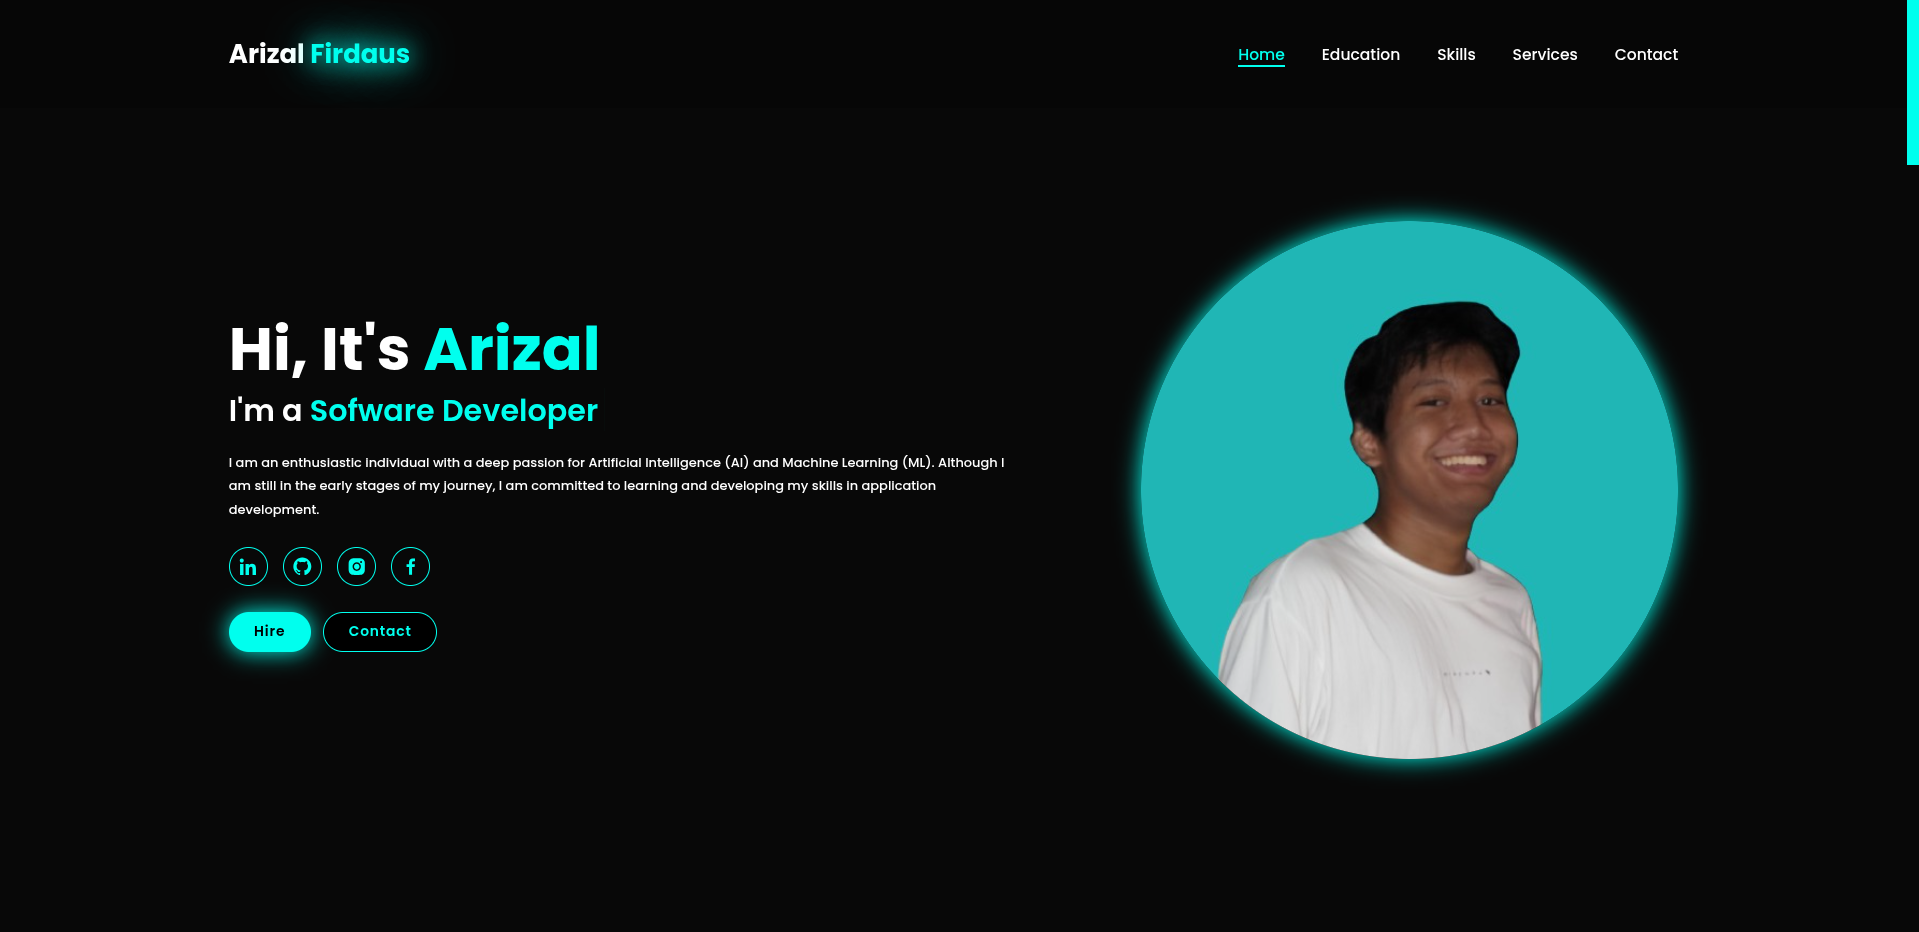 Arizal Firdaus
Home Education Skills Services Contact
Hi, It's Arizal
I'm a Sofware Developer
I am an enthusiastic individual with a deep passion for Artificial Intelligence (AI) and Machine Learning (ML). Although I
am still in the early stages of my journey, I am committed to learning and developing my skills in application
development.
Hire Contact